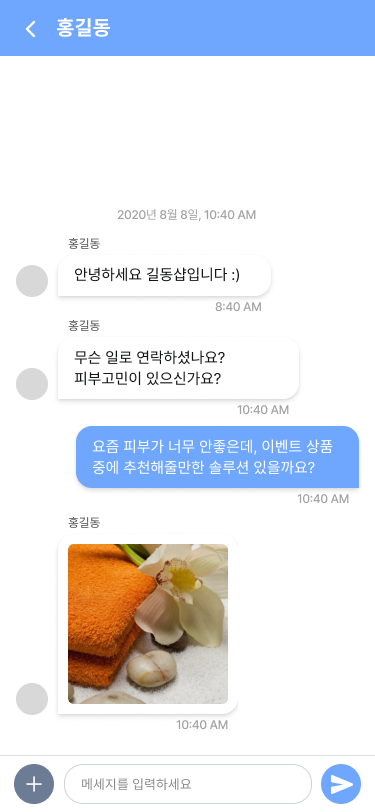 홍길동
2020년 8월 8일, 10:40 AM
홍길동
안녕하세요 길동샵입니다 :)
8:40 AM
홍길동
무슨 일로 연락하셨나요?
피부고민이 있으신가요?
10:40 AM
요즘 피부가 너무 안좋은데, 이벤트 상품
중에 추천해줄만한 솔루션 있을까요?
10:40 AM
홍길동
10:40 AM
메세지를 입력하세요